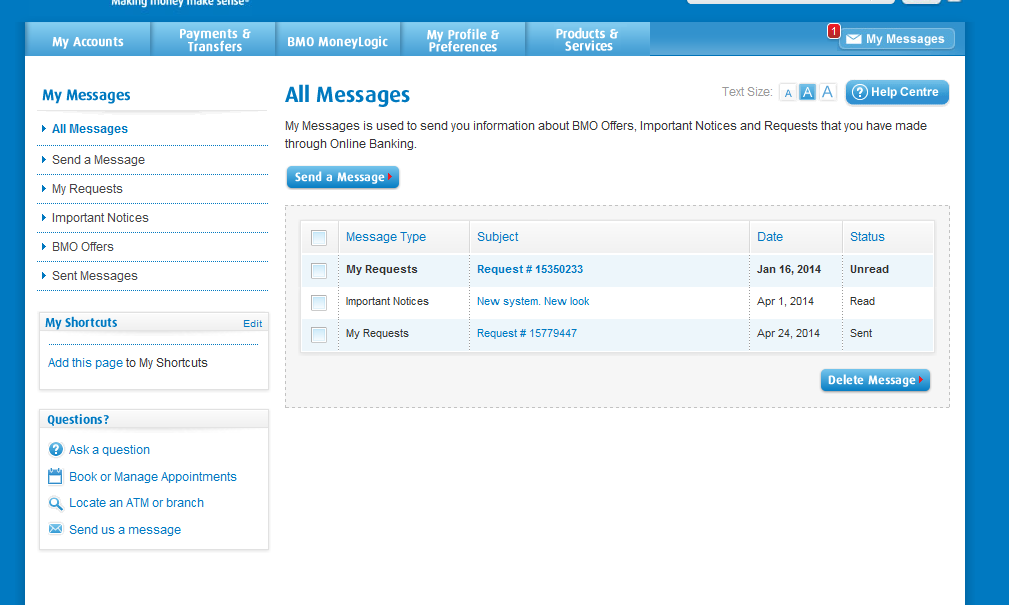 Making money make sense®
My Accounts
Payments &
Transfers
BMO MoneyLogic
My Profile &
Preferences
Products &
Services
1
My Messages
My Messages
All Messages
Send a Message
My Requests
Important Notices
BMO Offers
Sent Messages
My Shortcuts Edit
Add this page to My Shortcuts
Questions?
Ask a question
Book or Manage Appointments
Locate an ATM or branch
Send us a message
All Messages
Text Size: A A A
? Help Centre
My Messages is used to send you information about BMO Offers, Important Notices and Requests that you have made
through Online Banking.
Send a Message
Message Type Subject Date Status
My Requests Request # 15350233 Jan 16, 2014 Unread
Important Notices New system. New look Apr 1, 2014 Read
My Requests Request # 15779447 Apr 24, 2014 Sent
Delete Message